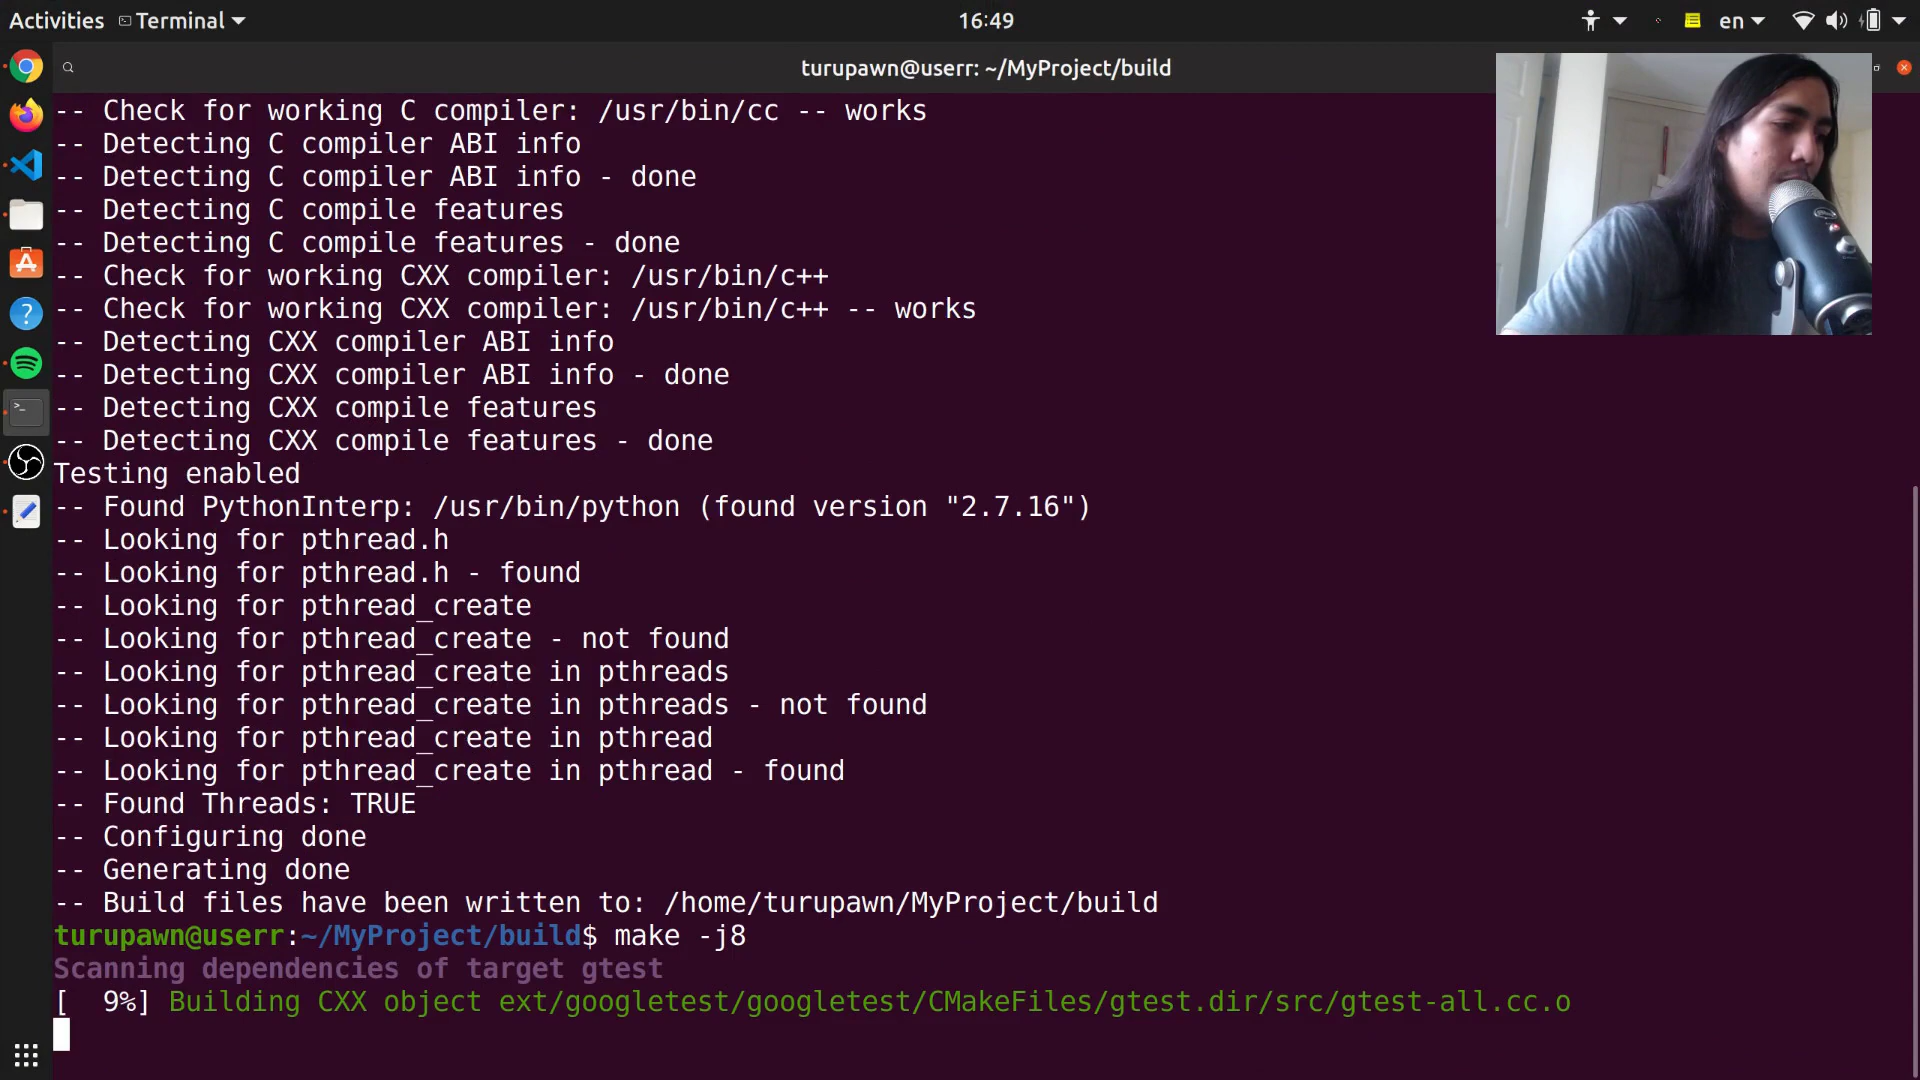 Activities Terminal 16:49 en
turupawn@userr: ~/MyProject/build
-- Check for working C compiler: /usr/bin/cc -- works
-- Detecting C compiler ABI info
-- Detecting C compiler ABI info - done
-- Detecting C compile features
-- Detecting C compile features - done
-- Check for working CXX compiler: /usr/bin/c++
-- Check for working CXX compiler: /usr/bin/c++ -- works
-- Detecting CXX compiler ABI info
-- Detecting CXX compiler ABI info - done
-- Detecting CXX compile features
-- Detecting CXX compile features - done
Testing enabled
-- Found PythonInterp: /usr/bin/python (found version "2.7.16")
-- Looking for pthread.h
-- Looking for pthread.h - found
-- Looking for pthread_create
-- Looking for pthread_create - not found
-- Looking for pthread_create in pthreads
-- Looking for pthread_create in pthreads - not found
-- Looking for pthread_create in pthread
-- Looking for pthread_create in pthread - found
-- Found Threads: TRUE
-- Configuring done
-- Generating done
-- Build files have been written to: /home/turupawn/MyProject/build
turupawn@userr:~/MyProject/build$ make -j8
Scanning dependencies of target gtest
[  9%] Building CXX object ext/googletest/googletest/CMakeFiles/gtest.dir/src/gtest-all.cc.o